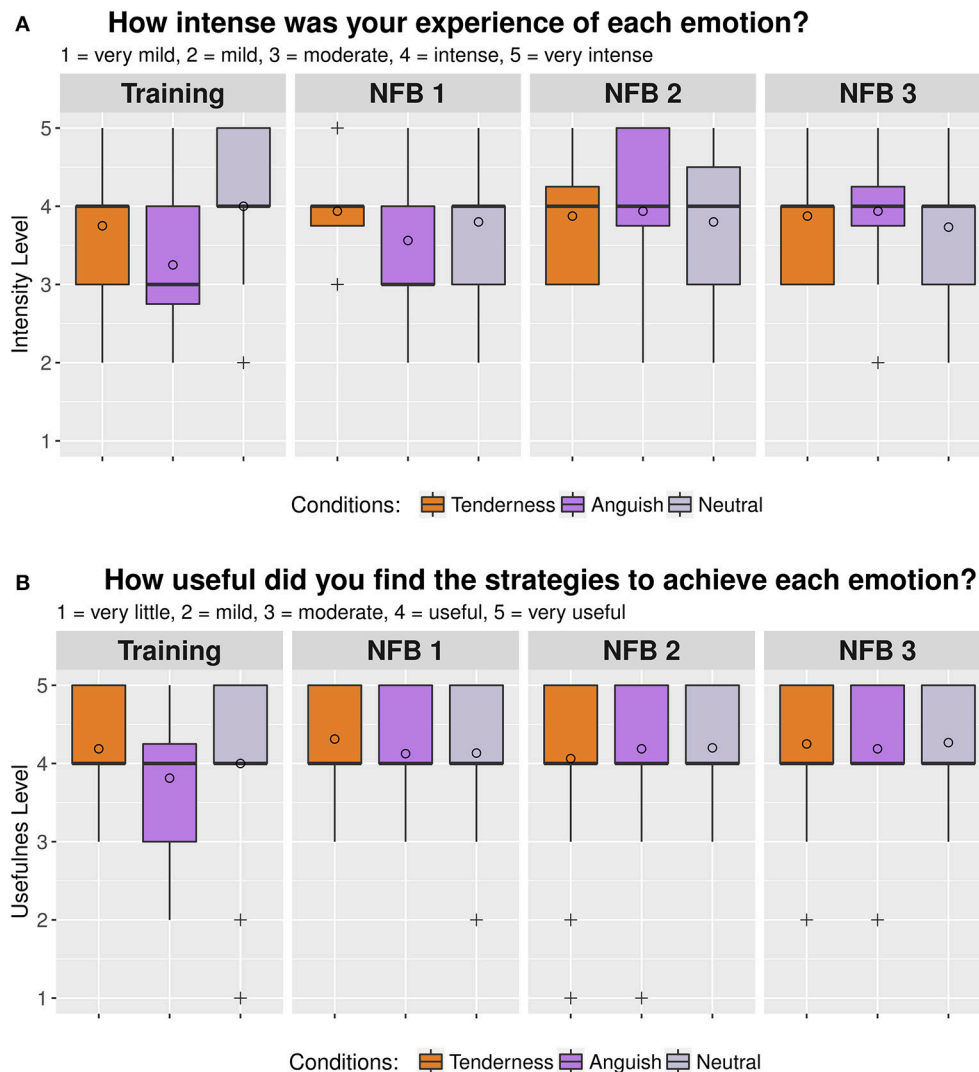 A How intense was your experience of each emotion?
1 = very mild, 2 = mild, 3 = moderate, 4 = intense, 5 = very intense
Training NFB 1 NFB 2 NFB 3
Intensity Level
5
4
3
2
1
Conditions: Tenderness Anguish Neutral
B How useful did you find the strategies to achieve each emotion?
1 = very little, 2 = mild, 3 = moderate, 4 = useful, 5 = very useful
Training NFB 1 NFB 2 NFB 3
Usefulnes Level
5
4
3
2
1
Conditions: Tenderness Anguish Neutral